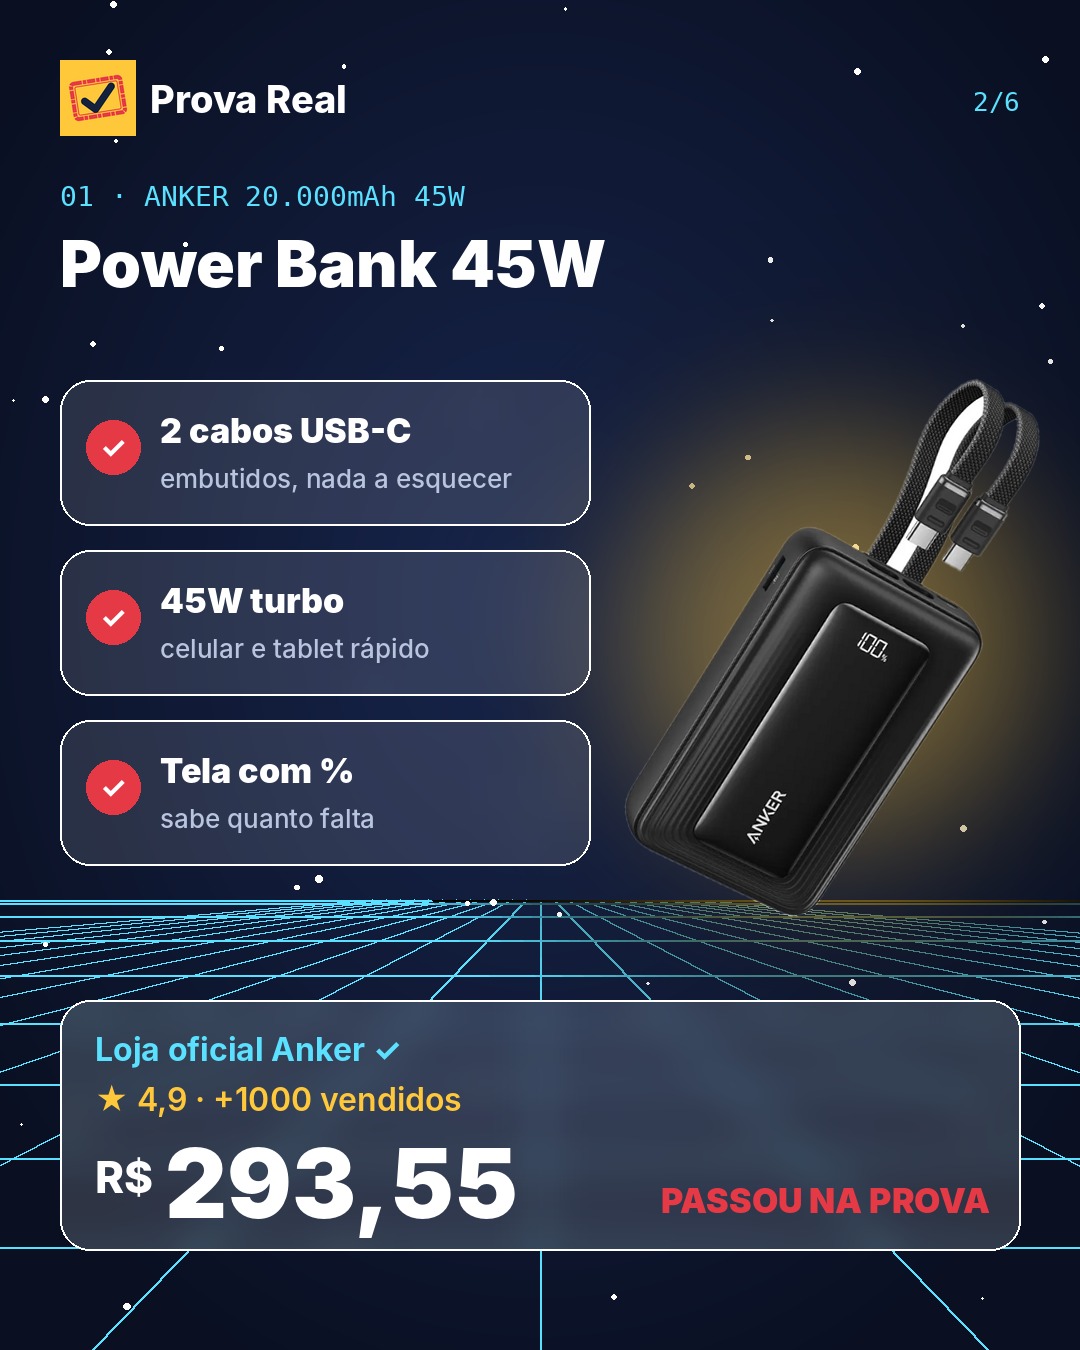 Prova Real
2/6
01 · ANKER 20.000mAh 45W
Power Bank 45W
2 cabos USB-C
embutidos, nada a esquecer
45W turbo
celular e tablet rápido
Tela com %
sabe quanto falta
100%
ANKER
Loja oficial Anker ✓
★ 4,9 · +1000 vendidos
R$ 293,55
PASSOU NA PROVA